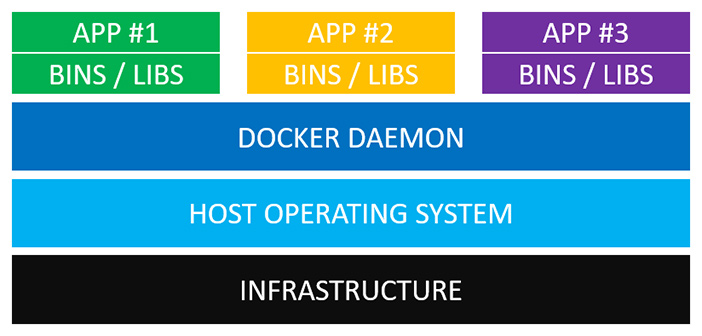 APP #1
APP #2
APP #3
BINS / LIBS
BINS / LIBS
BINS / LIBS
DOCKER DAEMON
HOST OPERATING SYSTEM
INFRASTRUCTURE